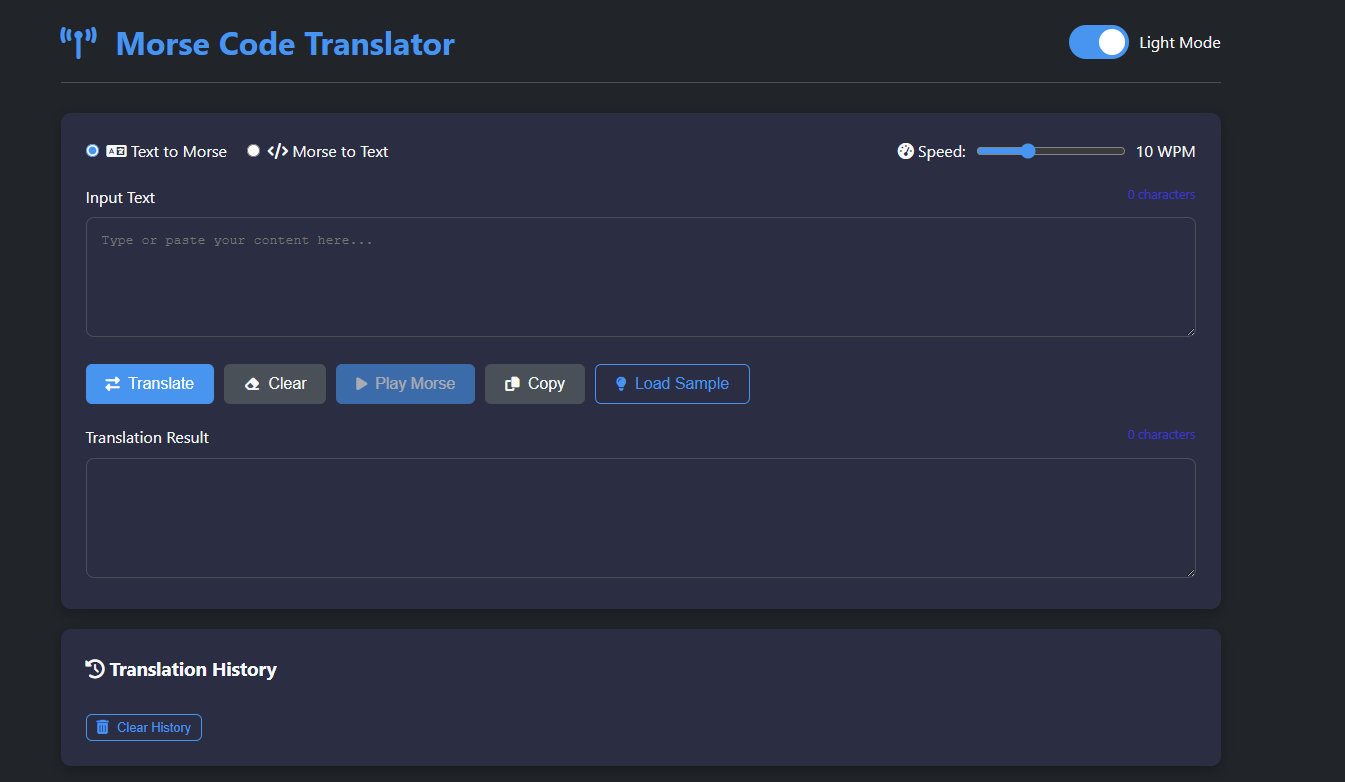 Morse Code Translator
Light Mode
Text to Morse Morse to Text Speed: 10 WPM
Input Text 0 characters
Type or paste your content here...
Translate Clear Play Morse Copy Load Sample
Translation Result 0 characters
Translation History
Clear History